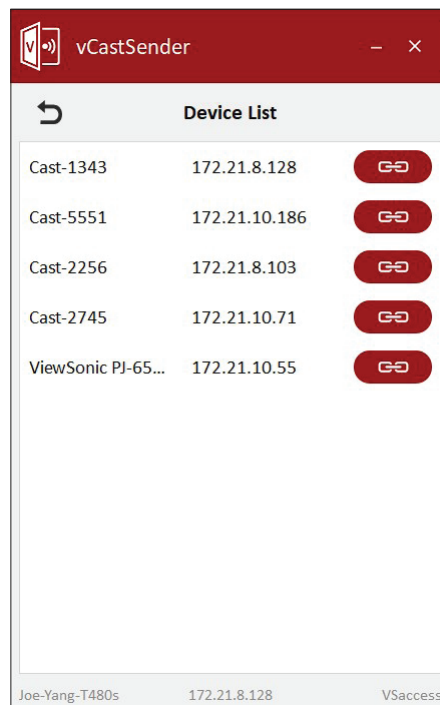 vCastSender
Device List
Cast-1343 172.21.8.128
Cast-5551 172.21.10.186
Cast-2256 172.21.8.103
Cast-2745 172.21.10.71
ViewSonic PJ-65... 172.21.10.55
Joe-Yang-T480s 172.21.8.128 VSaccess